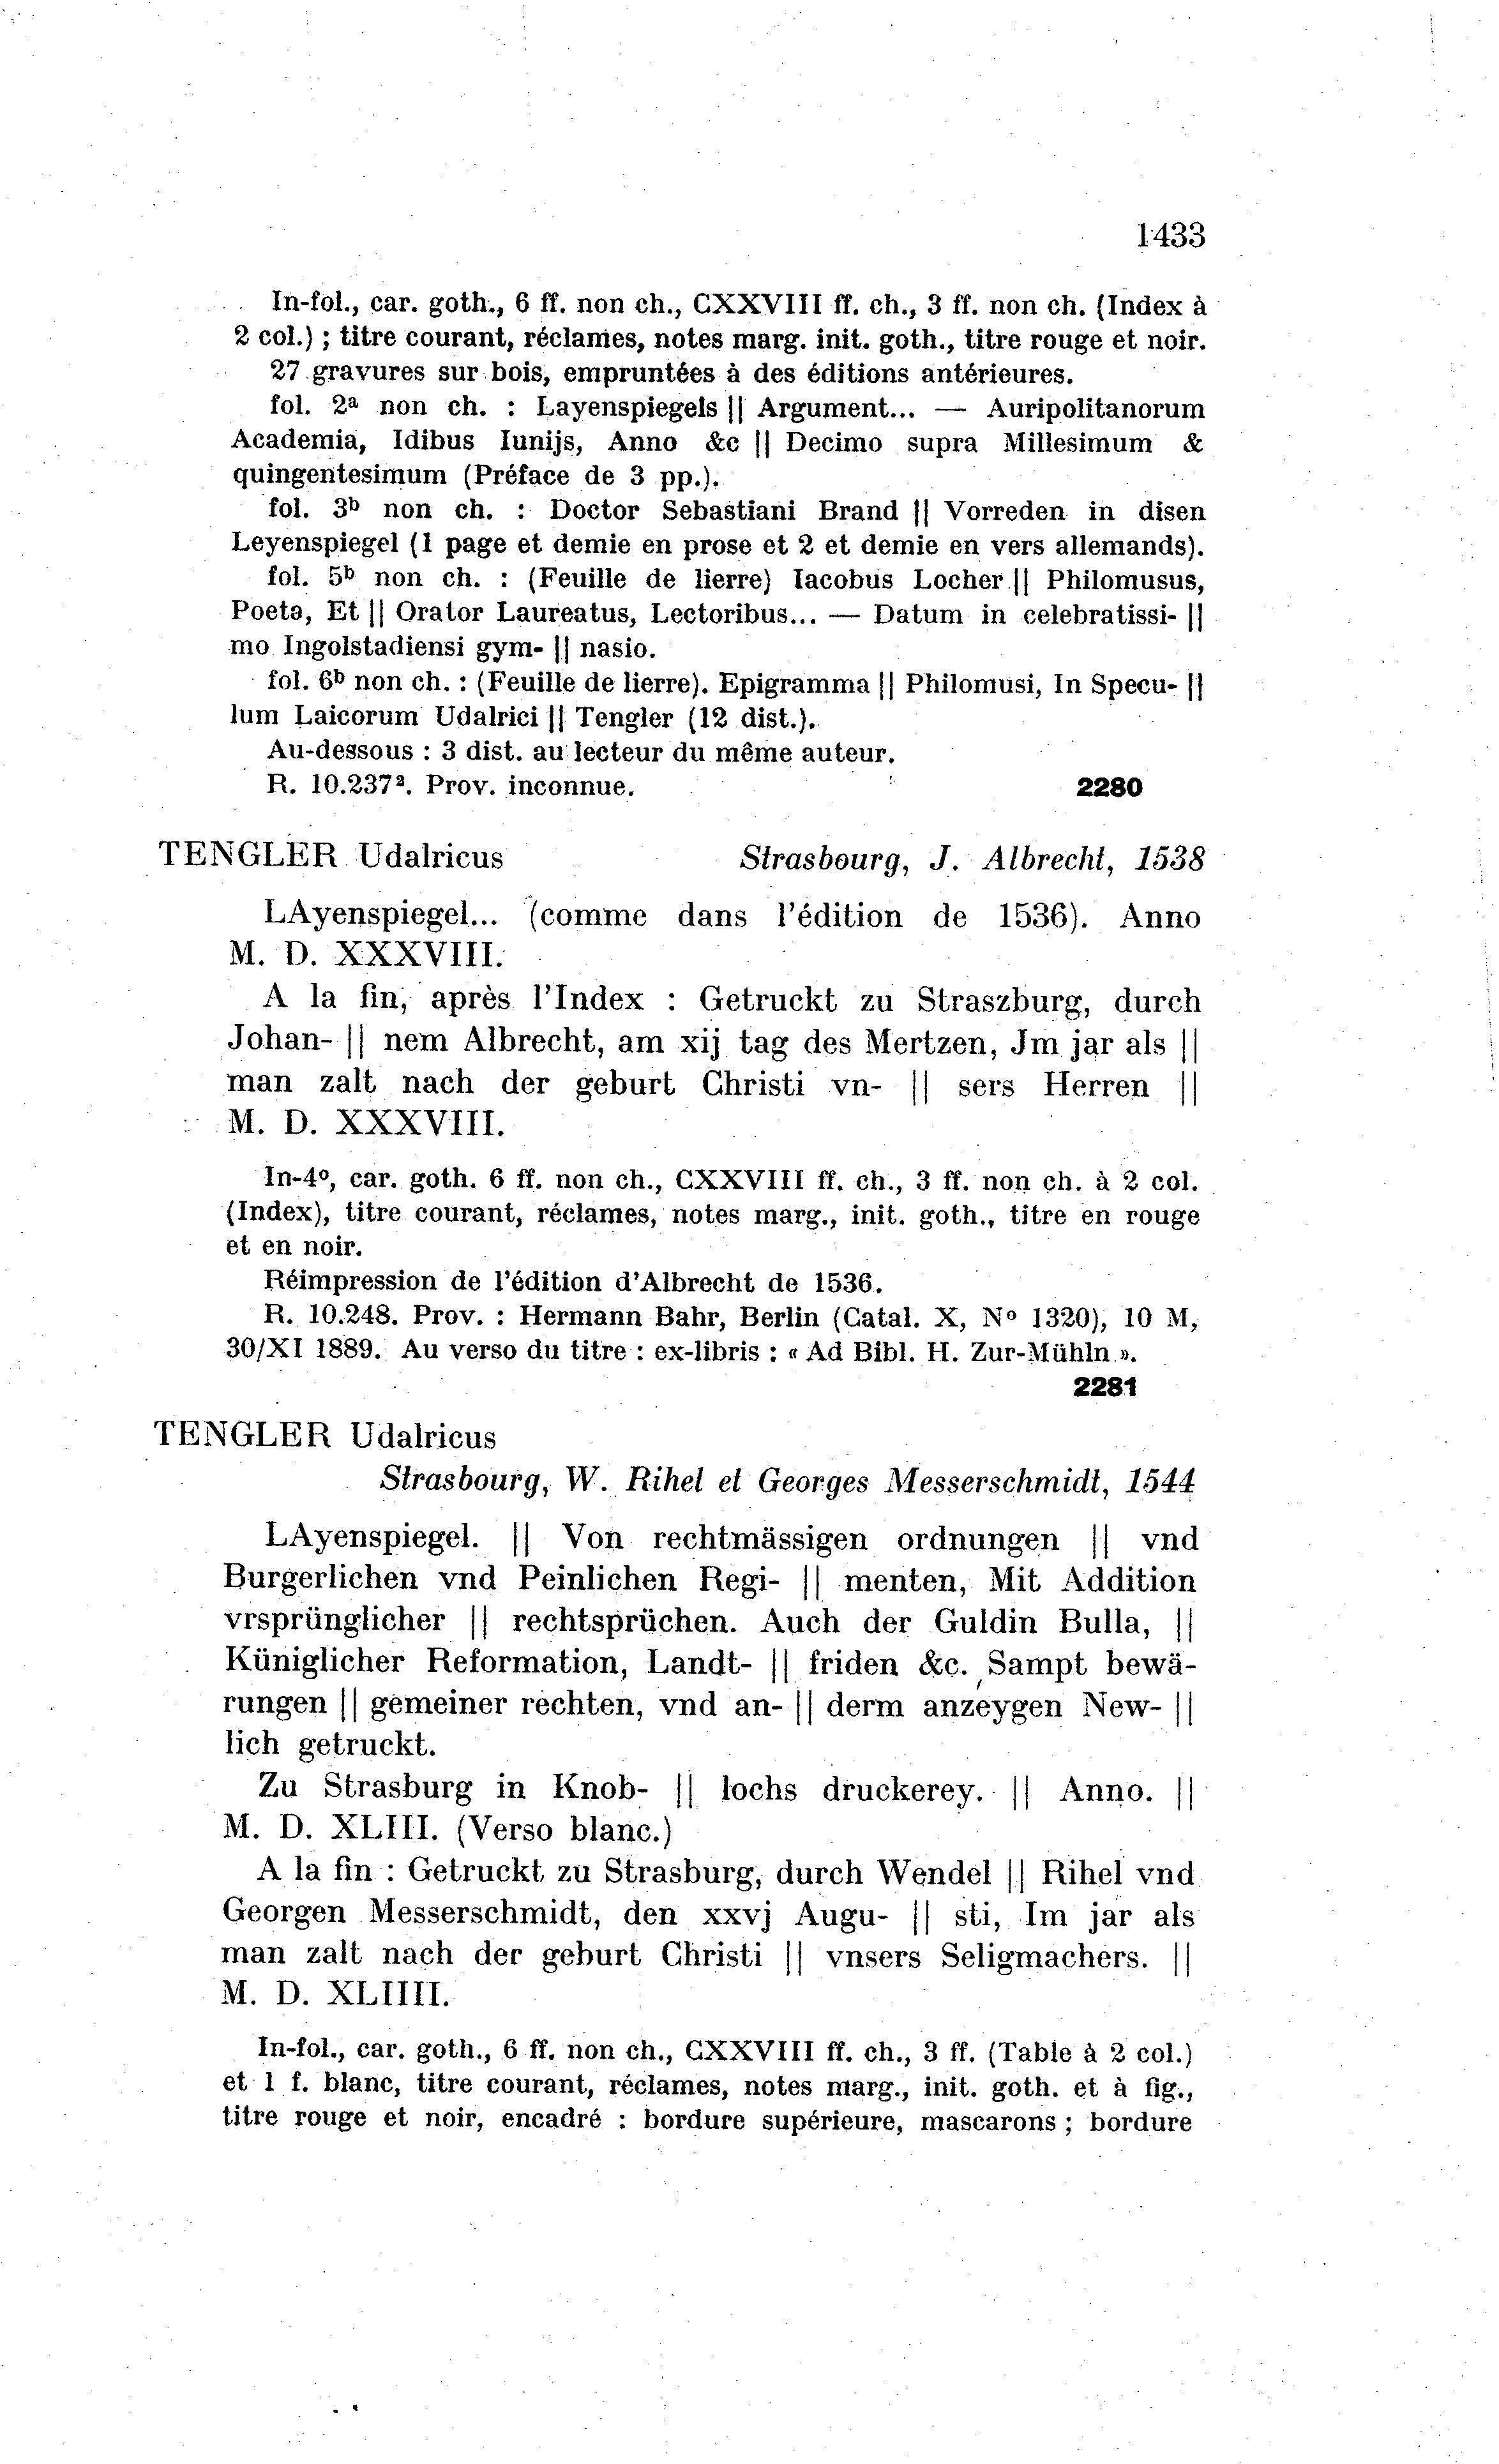 1433
In-fol., car. goth., 6 ff. non ch., CXXVIII ff. ch., 3 ff. non ch. (Index à
2 col.) ; titre courant, réclames, notes marg. init. goth., titre rouge et noir.
27 gravures sur bois, empruntées à des éditions antérieures.
fol. 2ª non ch. : Layenspiegels || Argument... — Auripolitanorum
Academia, Idibus Iunijs, Anno &c || Decimo supra Millesimum &
quingentesimum (Préface de 3 pp.).
fol. 3ᵇ non ch. : Doctor Sebastiani Brand || Vorreden in disen
Leyenspiegel (1 page et demie en prose et 2 et demie en vers allemands).
fol. 5ᵇ non ch. : (Feuille de lierre) Iacobus Locher || Philomusus,
Poeta, Et || Orator Laureatus, Lectoribus... — Datum in celebratissi- ||
mo Ingolstadiensi gym- || nasio.
fol. 6ᵇ non ch. : (Feuille de lierre). Epigramma || Philomusi, In Specu- ||
lum Laicorum Udalrici || Tengler (12 dist.).
Au-dessous : 3 dist. au lecteur du même auteur.
R. 10.237². Prov. inconnue. 2280
TENGLER Udalricus Strasbourg, J. Albrecht, 1538
LAyenspiegel... (comme dans l'édition de 1536). Anno
M. D. XXXVIII.
A la fin, après l'Index : Getruckt zu Straszburg, durch
Johan- || nem Albrecht, am xij tag des Mertzen, Jm jar als ||
man zalt nach der geburt Christi vn- || sers Herren ||
M. D. XXXVIII.
In-4º, car. goth. 6 ff. non ch., CXXVIII ff. ch., 3 ff. non ch. à 2 col.
(Index), titre courant, réclames, notes marg., init. goth., titre en rouge
et en noir.
Réimpression de l'édition d'Albrecht de 1536.
R. 10.248. Prov. : Hermann Bahr, Berlin (Catal. X, Nº 1320), 10 M,
30/XI 1889. Au verso du titre : ex-libris : « Ad Bibl. H. Zur-Mühln ».
2281
TENGLER Udalricus
Strasbourg, W. Rihel et Georges Messerschmidt, 1544
LAyenspiegel. || Von rechtmässigen ordnungen || vnd
Burgerlichen vnd Peinlichen Regi- || menten, Mit Addition
vrsprünglicher || rechtsprüchen. Auch der Guldin Bulla, ||
Küniglicher Reformation, Landt- || friden &c. Sampt bewä-
rungen || gemeiner rechten, vnd an- || derm anzeygen New- ||
lich getruckt.
Zu Strasburg in Knob- || lochs druckerey. || Anno. ||
M. D. XLIII. (Verso blanc.)
A la fin : Getruckt zu Strasburg, durch Wendel || Rihel vnd
Georgen Messerschmidt, den xxvj Augu- || sti, Im jar als
man zalt nach der geburt Christi || vnsers Seligmachers. ||
M. D. XLIIII.
In-fol., car. goth., 6 ff. non ch., CXXVIII ff. ch., 3 ff. (Table à 2 col.)
et 1 f. blanc, titre courant, réclames, notes marg., init. goth. et à fig.,
titre rouge et noir, encadré : bordure supérieure, mascarons ; bordure